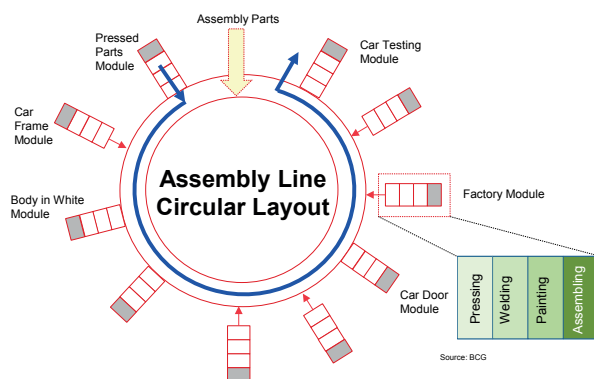 Assembly Parts
Pressed
Parts
Module
Car Testing
Module
Car
Frame
Module
Assembly Line
Circular Layout
Factory Module
Body in White
Module
Car Door
Module
Pressing
Welding
Painting
Assembling
Source: BCG